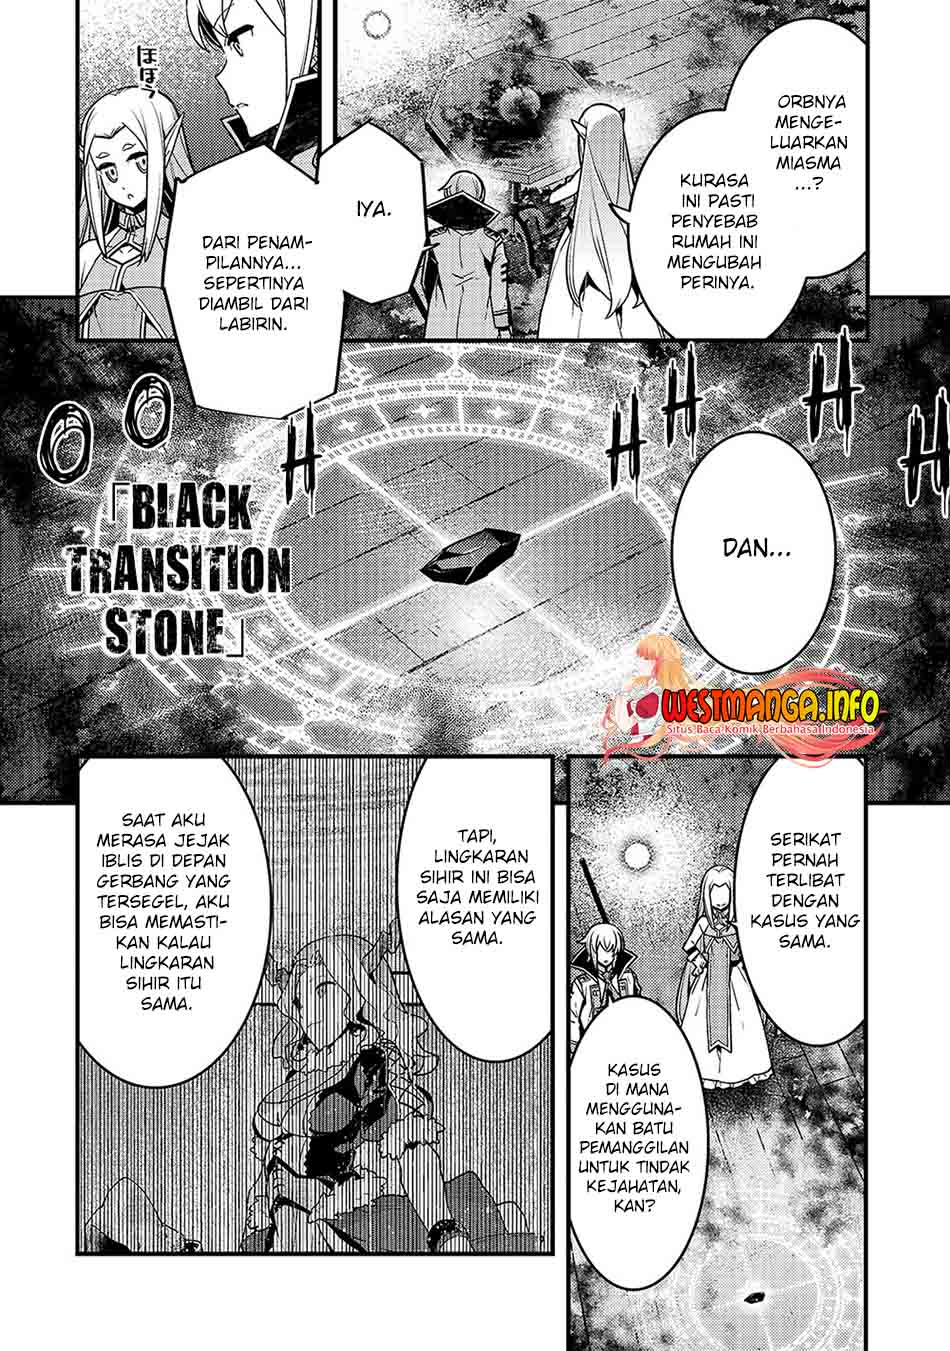 ORBNYA
MENGE-
LUARKAN
MIASMA
...?
KURASA
INI PASTI
PENYEBAB
RUMAH INI
MENGUBAH
PERINYA.
ほほう
IYA.
DARI PENAM-
PILANNYA...
SEPERTINYA
DIAMBIL DARI
LABIRIN.
OO
HHHHH
DAN...
「BLACK
TRANSITION
STONE」
WESTMANGA.INFO
Situs Baca Komik Berbahasa Indonesia
SERIKAT
PERNAH
TERLIBAT
DENGAN
KASUS YANG
SAMA.
KASUS
DI MANA
MENGGUNA-
KAN BATU
PEMANGGILAN
UNTUK TINDAK
KEJAHATAN,
KAN?
TAPI,
LINGKARAN
SIHIR INI BISA
SAJA MEMILIKI
ALASAN YANG
SAMA.
SAAT AKU
MERASA JEJAK
IBLIS DI DEPAN
GERBANG YANG
TERSEGEL, AKU
BISA MEMASTI-
KAN KALAU
LINGKARAN
SIHIR ITU
SAMA.